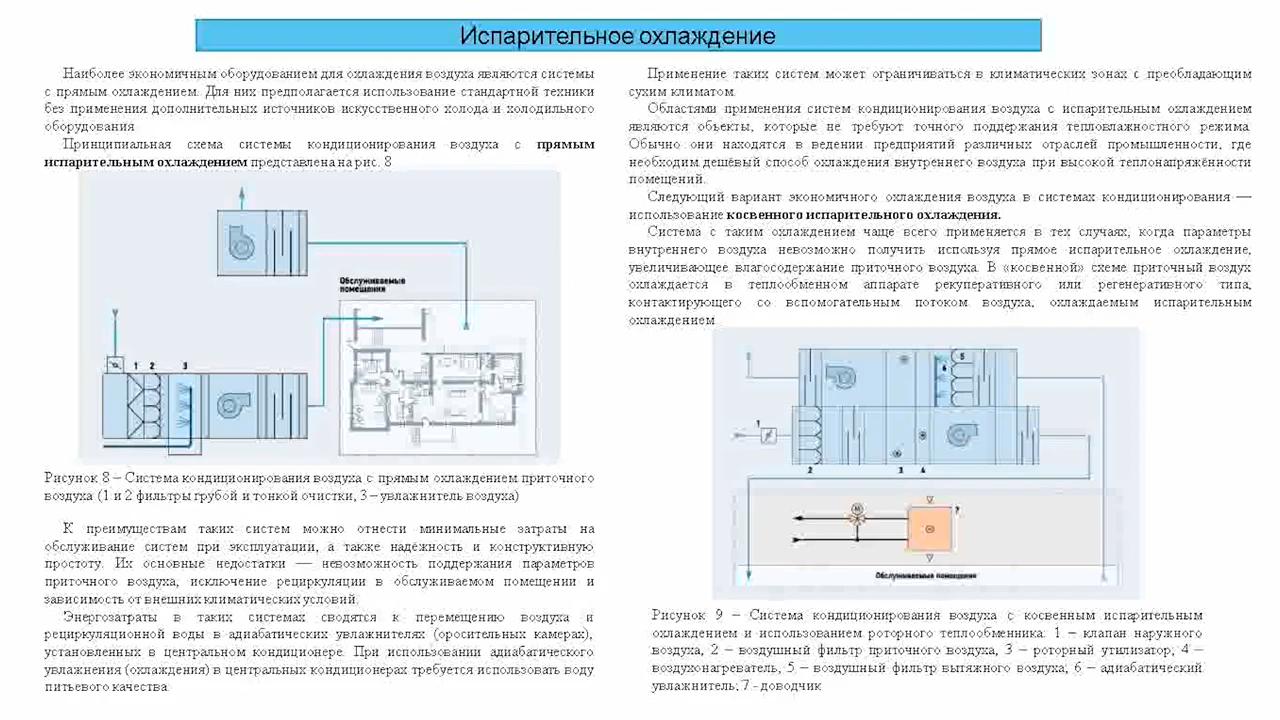 Испарительное охлаждение
Наиболее экономичным оборудованием для охлаждения воздуха являются системы
с прямым охлаждением. Для них предполагается использование стандартной техники
без применения дополнительных источников искусственного холода и холодильного
оборудования
Принципиальная схема системы кондиционирования воздуха с прямым
испарительным охлаждением представлена на рис. 8
Обслуживаемые
помещения
1 2 3
Рисунок 8 – Система кондиционирования воздуха с прямым охлаждением приточного
воздуха (1 и 2 фильтры грубой и тонкой очистки, 3 – увлажнитель воздуха)
К преимуществам таких систем можно отнести минимальные затраты на
обслуживание систем при эксплуатации, а также надёжность и конструктивную
простоту. Их основные недостатки — невозможность поддержания параметров
приточного воздуха, исключение рециркуляции в обслуживаемом помещении и
зависимость от внешних климатических условий.
Энергозатраты в таких системах сводятся к перемещению воздуха и
рециркуляционной воды в адиабатических увлажнителях (оросительных камерах),
установленных в центральном кондиционере. При использовании адиабатического
увлажнения (охлаждения) в центральных кондиционерах требуется использовать воду
питьевого качества
Применение таких систем может ограничиваться в климатических зонах с преобладающим
сухим климатом.
Областями применения систем кондиционирования воздуха с испарительным охлаждением
являются объекты, которые не требуют точного поддержания тепловлажностного режима.
Обычно они находятся в ведении предприятий различных отраслей промышленности, где
необходим дешёвый способ охлаждения внутреннего воздуха при высокой теплонапряжённости
помещений.
Следующий вариант экономичного охлаждения воздуха в системах кондиционирования —
использование косвенного испарительного охлаждения.
Система с таким охлаждением чаще всего применяется в тех случаях, когда параметры
внутреннего воздуха невозможно получить используя прямое испарительное охлаждение,
увеличивающее влагосодержание приточного воздуха. В «косвенной» схеме приточный воздух
охлаждается в теплообменном аппарате рекуперативного или регенеративного типа,
контактирующего со вспомогательным потоком воздуха, охлаждаемым испарительным
охлаждением
5
6
1
2 3 4
М
7
Обслуживаемые помещения
Рисунок 9 – Система кондиционирования воздуха с косвенным испарительным
охлаждением и использованием роторного теплообменника: 1 – клапан наружного
воздуха, 2 – воздушный фильтр приточного воздуха, 3 – роторный утилизатор; 4 –
воздухонагреватель, 5 – воздушный фильтр вытяжного воздуха; 6 – адиабатический
увлажнитель; 7 - доводчик